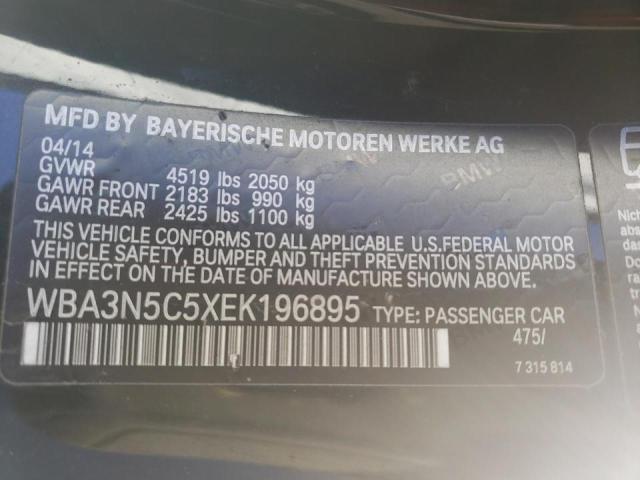 MFD BY BAYERISCHE MOTOREN WERKE AG
04/14
GVWR 4519 lbs 2050 kg
GAWR FRONT 2183 lbs 990 kg
GAWR REAR 2425 lbs 1100 kg
THIS VEHICLE CONFORMS TO ALL APPLICABLE U.S.FEDERAL MOTOR
VEHICLE SAFETY, BUMPER AND THEFT PREVENTION STANDARDS
IN EFFECT ON THE DATE OF MANUFACTURE SHOWN ABOVE.
WBA3N5C5XEK196895 TYPE: PASSENGER CAR
475/
7 315 814
BMW